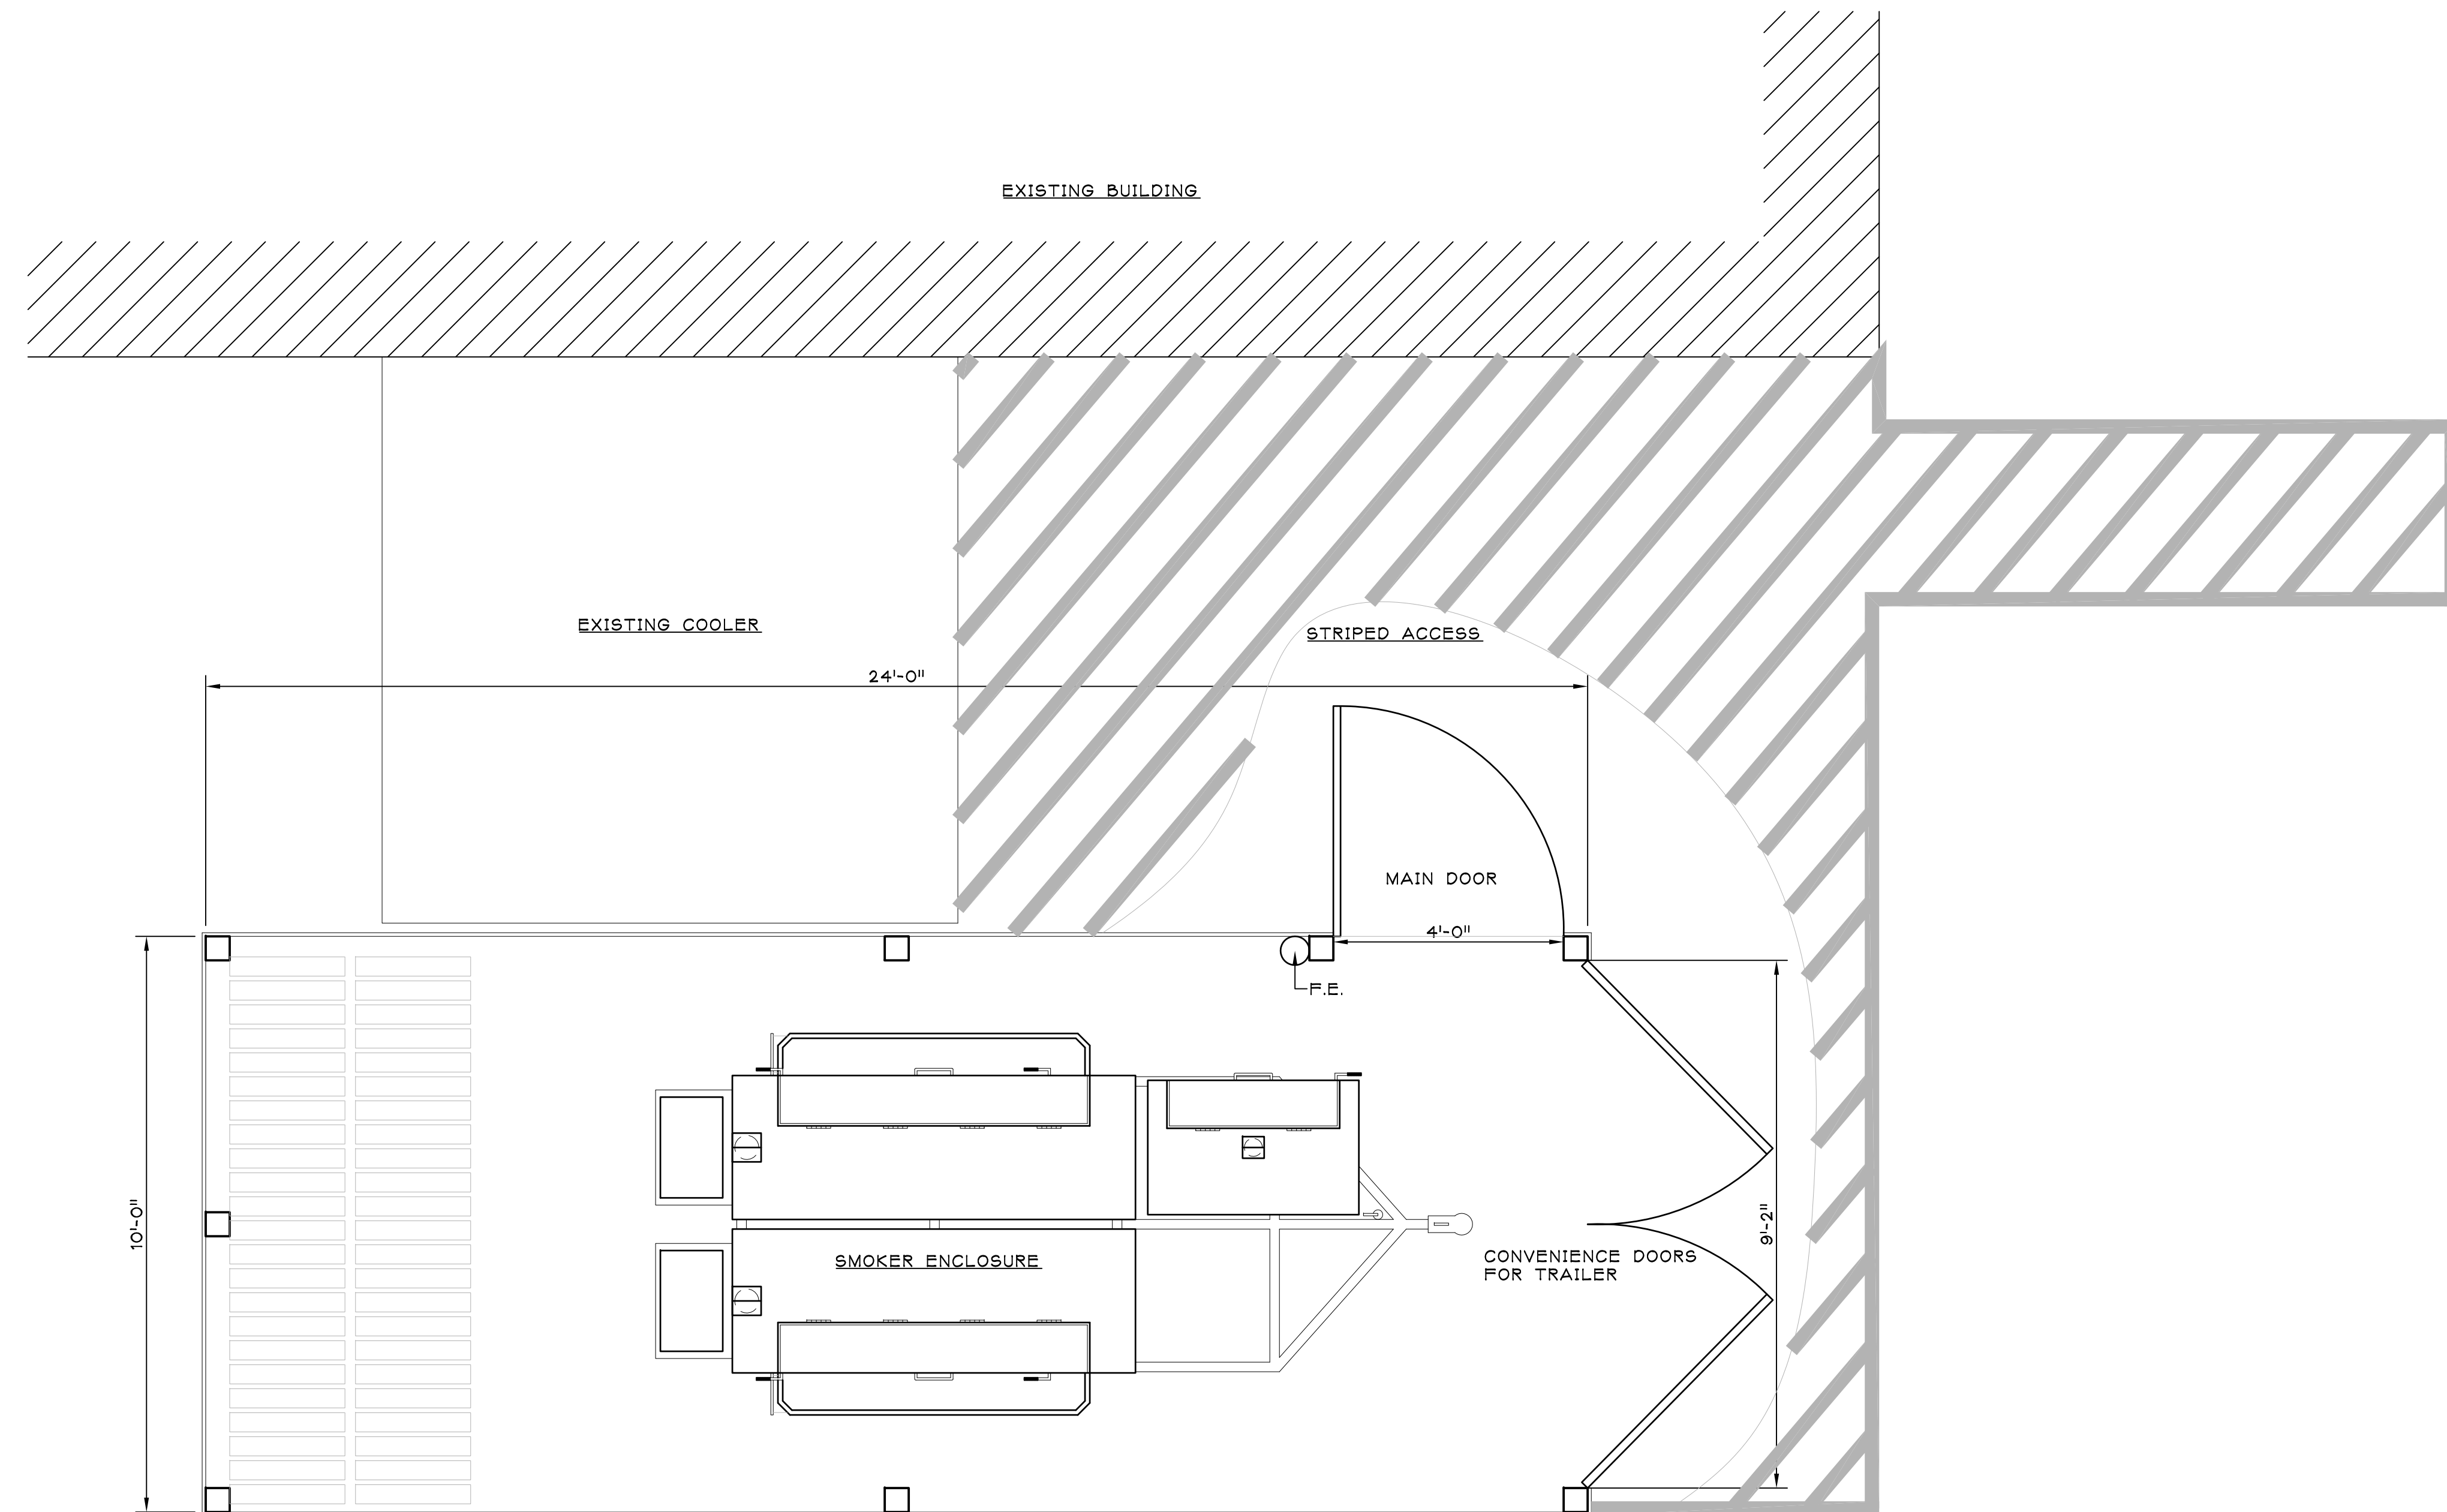 EXISTING BUILDING
EXISTING COOLER
STRIPED ACCESS
24'-0"
MAIN DOOR
4'-0"
F.E.
10'-0"
9'-2"
SMOKER ENCLOSURE
CONVENIENCE DOORS
FOR TRAILER